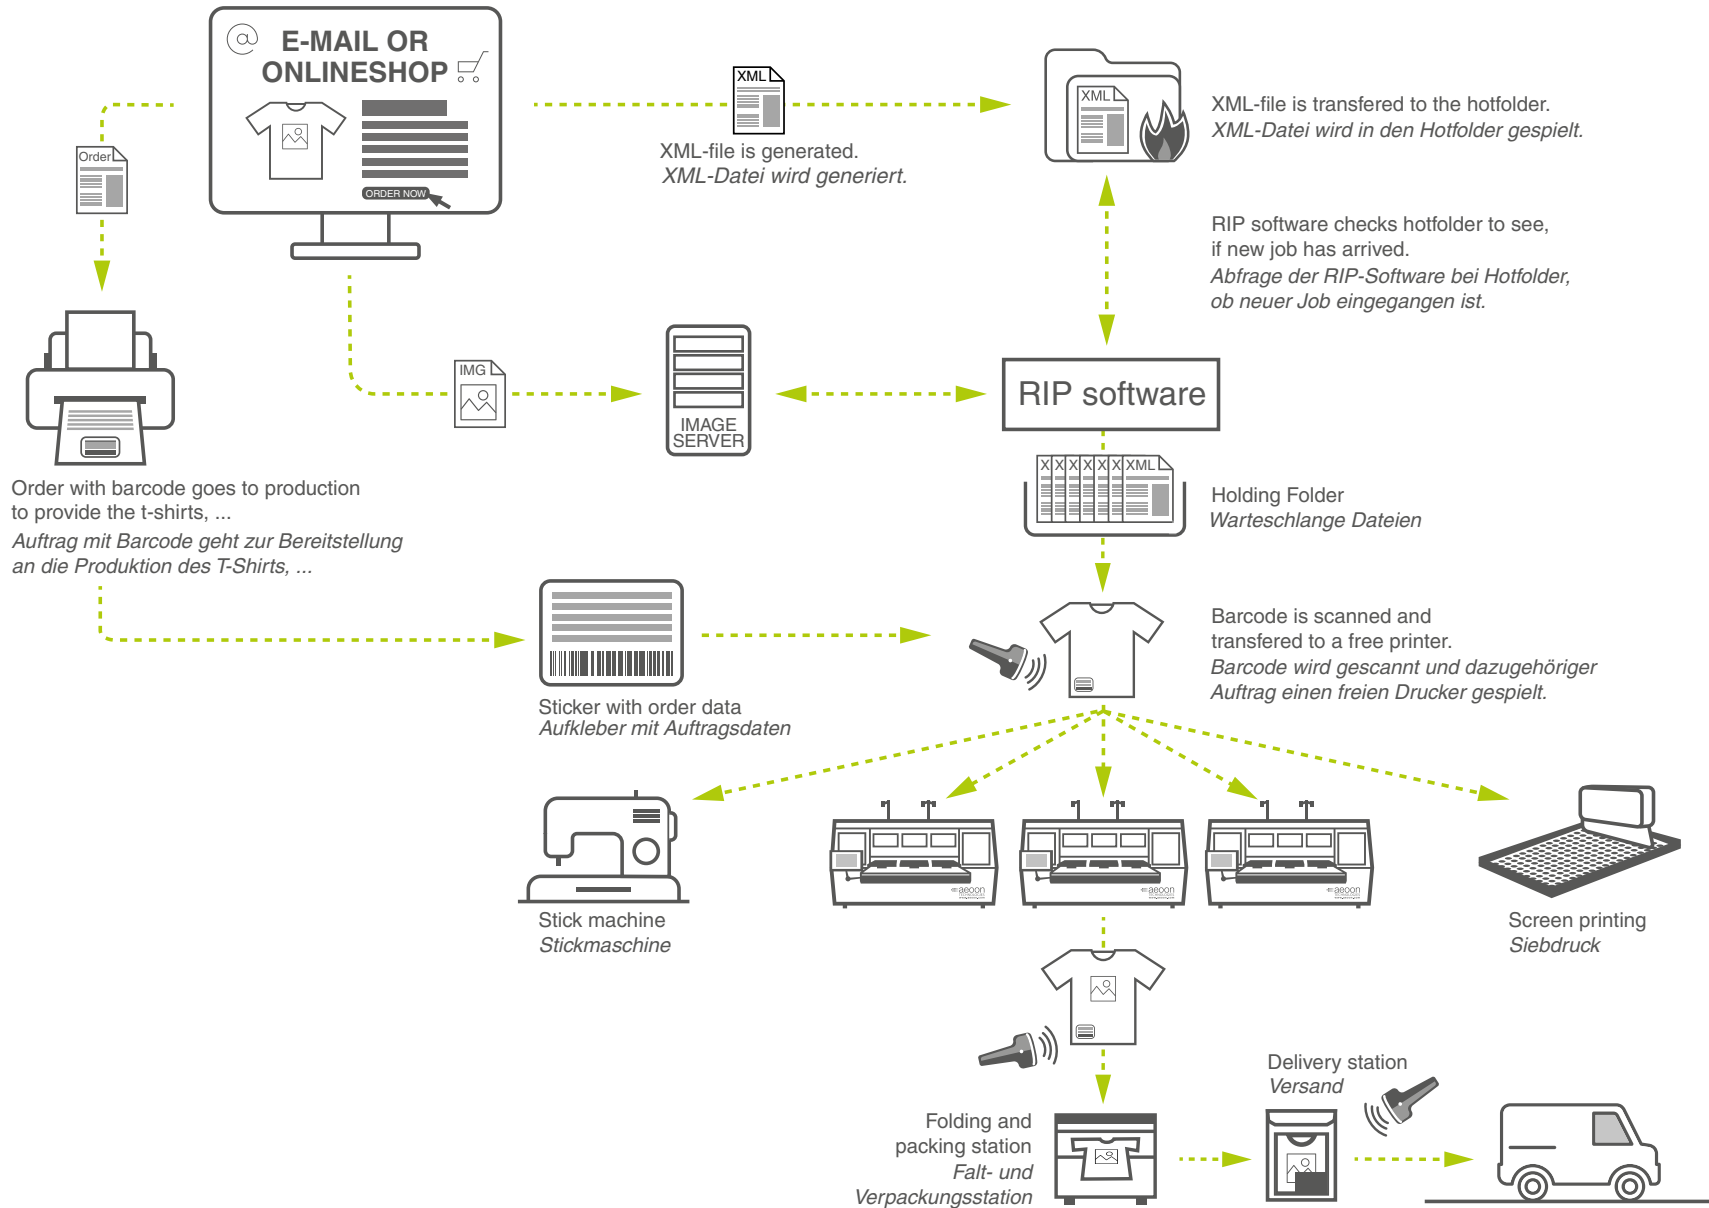 @
E-MAIL OR
ONLINESHOP
ORDER NOW
XML
XML-file is generated.
XML-Datei wird generiert.
XML
XML-file is transfered to the hotfolder.
XML-Datei wird in den Hotfolder gespielt.
Order
RIP software checks hotfolder to see,
if new job has arrived.
Abfrage der RIP-Software bei Hotfolder,
ob neuer Job eingegangen ist.
IMG
IMAGE
SERVER
RIP software
Order with barcode goes to production
to provide the t-shirts, ...
Auftrag mit Barcode geht zur Bereitstellung
an die Produktion des T-Shirts, ...
X X X X X X XML
Holding Folder
Warteschlange Dateien
Sticker with order data
Aufkleber mit Auftragsdaten
Barcode is scanned and
transfered to a free printer.
Barcode wird gescannt und dazugehöriger
Auftrag einen freien Drucker gespielt.
Stick machine
Stickmaschine
aeoon
aeoon
aeoon
Screen printing
Siebdruck
Folding and
packing station
Falt- und
Verpackungsstation
Delivery station
Versand